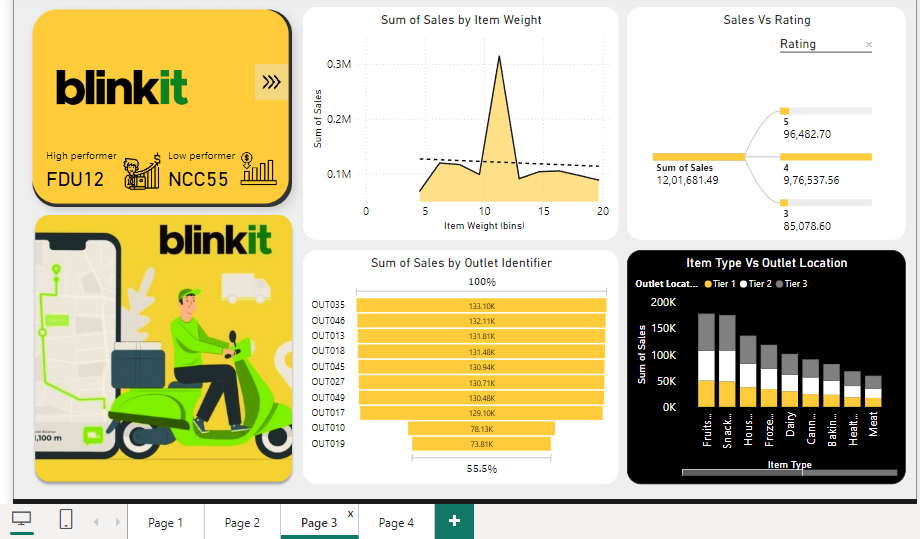 blinkit
High performer
FDU12
Low performer
NCC55
Sum of Sales by Item Weight
Sum of Sales
0.3M
0.2M
0.1M
0
5
10
15
20
Item Weight (bins)
Sales Vs Rating
Rating
×
Sum of Sales
12,01,681.49
5
96,482.70
4
9,76,537.56
3
85,078.60
blinkit
1,100 m
Sum of Sales by Outlet Identifier
100%
OUT035 133.10K
OUT046 132.11K
OUT013 131.81K
OUT018 131.48K
OUT045 130.94K
OUT027 130.71K
OUT049 130.48K
OUT017 129.10K
OUT010 78.13K
OUT019 73.81K
55.5%
Item Type Vs Outlet Location
Outlet Locat... Tier 1 Tier 2 Tier 3
Sum of Sales
200K
150K
100K
50K
0K
Fruits...
Snack...
Hous...
Froze...
Dairy
Cann...
Bakin...
Healt...
Meat
Item Type
Page 1
Page 2
Page 3
x
Page 4
+